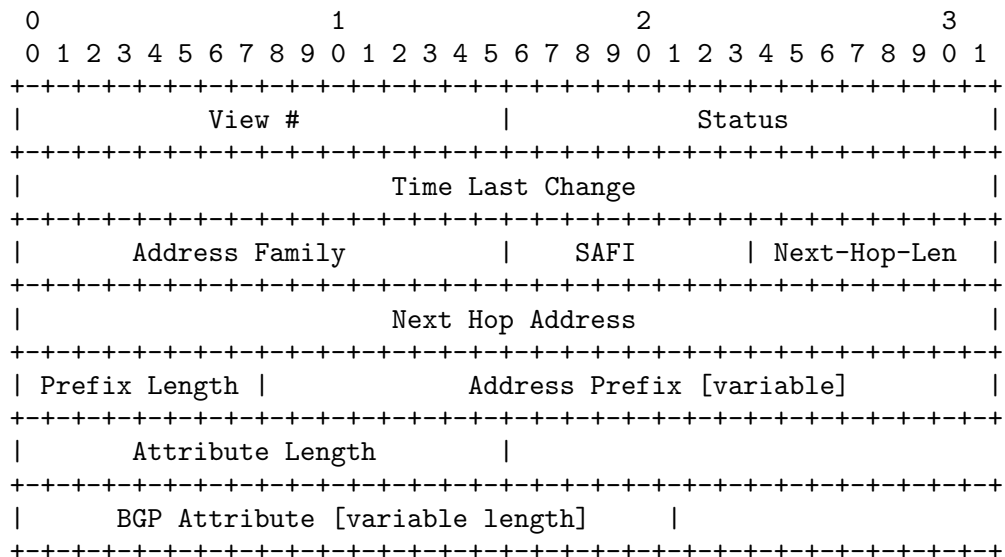 0                   1                   2                   3
 0 1 2 3 4 5 6 7 8 9 0 1 2 3 4 5 6 7 8 9 0 1 2 3 4 5 6 7 8 9 0 1
+-+-+-+-+-+-+-+-+-+-+-+-+-+-+-+-+-+-+-+-+-+-+-+-+-+-+-+-+-+-+-+-+
|            View #             |            Status             |
+-+-+-+-+-+-+-+-+-+-+-+-+-+-+-+-+-+-+-+-+-+-+-+-+-+-+-+-+-+-+-+-+
|                        Time Last Change                       |
+-+-+-+-+-+-+-+-+-+-+-+-+-+-+-+-+-+-+-+-+-+-+-+-+-+-+-+-+-+-+-+-+
|       Address Family          |    SAFI       | Next-Hop-Len  |
+-+-+-+-+-+-+-+-+-+-+-+-+-+-+-+-+-+-+-+-+-+-+-+-+-+-+-+-+-+-+-+-+
|                        Next Hop Address                       |
+-+-+-+-+-+-+-+-+-+-+-+-+-+-+-+-+-+-+-+-+-+-+-+-+-+-+-+-+-+-+-+-+
| Prefix Length |             Address Prefix [variable]         |
+-+-+-+-+-+-+-+-+-+-+-+-+-+-+-+-+-+-+-+-+-+-+-+-+-+-+-+-+-+-+-+-+
|       Attribute Length        |
+-+-+-+-+-+-+-+-+-+-+-+-+-+-+-+-+-+-+-+-+-+-+-+-+-+-+-+-+-+-+-+-+
|      BGP Attribute [variable length]     |
+-+-+-+-+-+-+-+-+-+-+-+-+-+-+-+-+-+-+-+-+-+-+-+-+-+-+-+-+-+-+-+-+